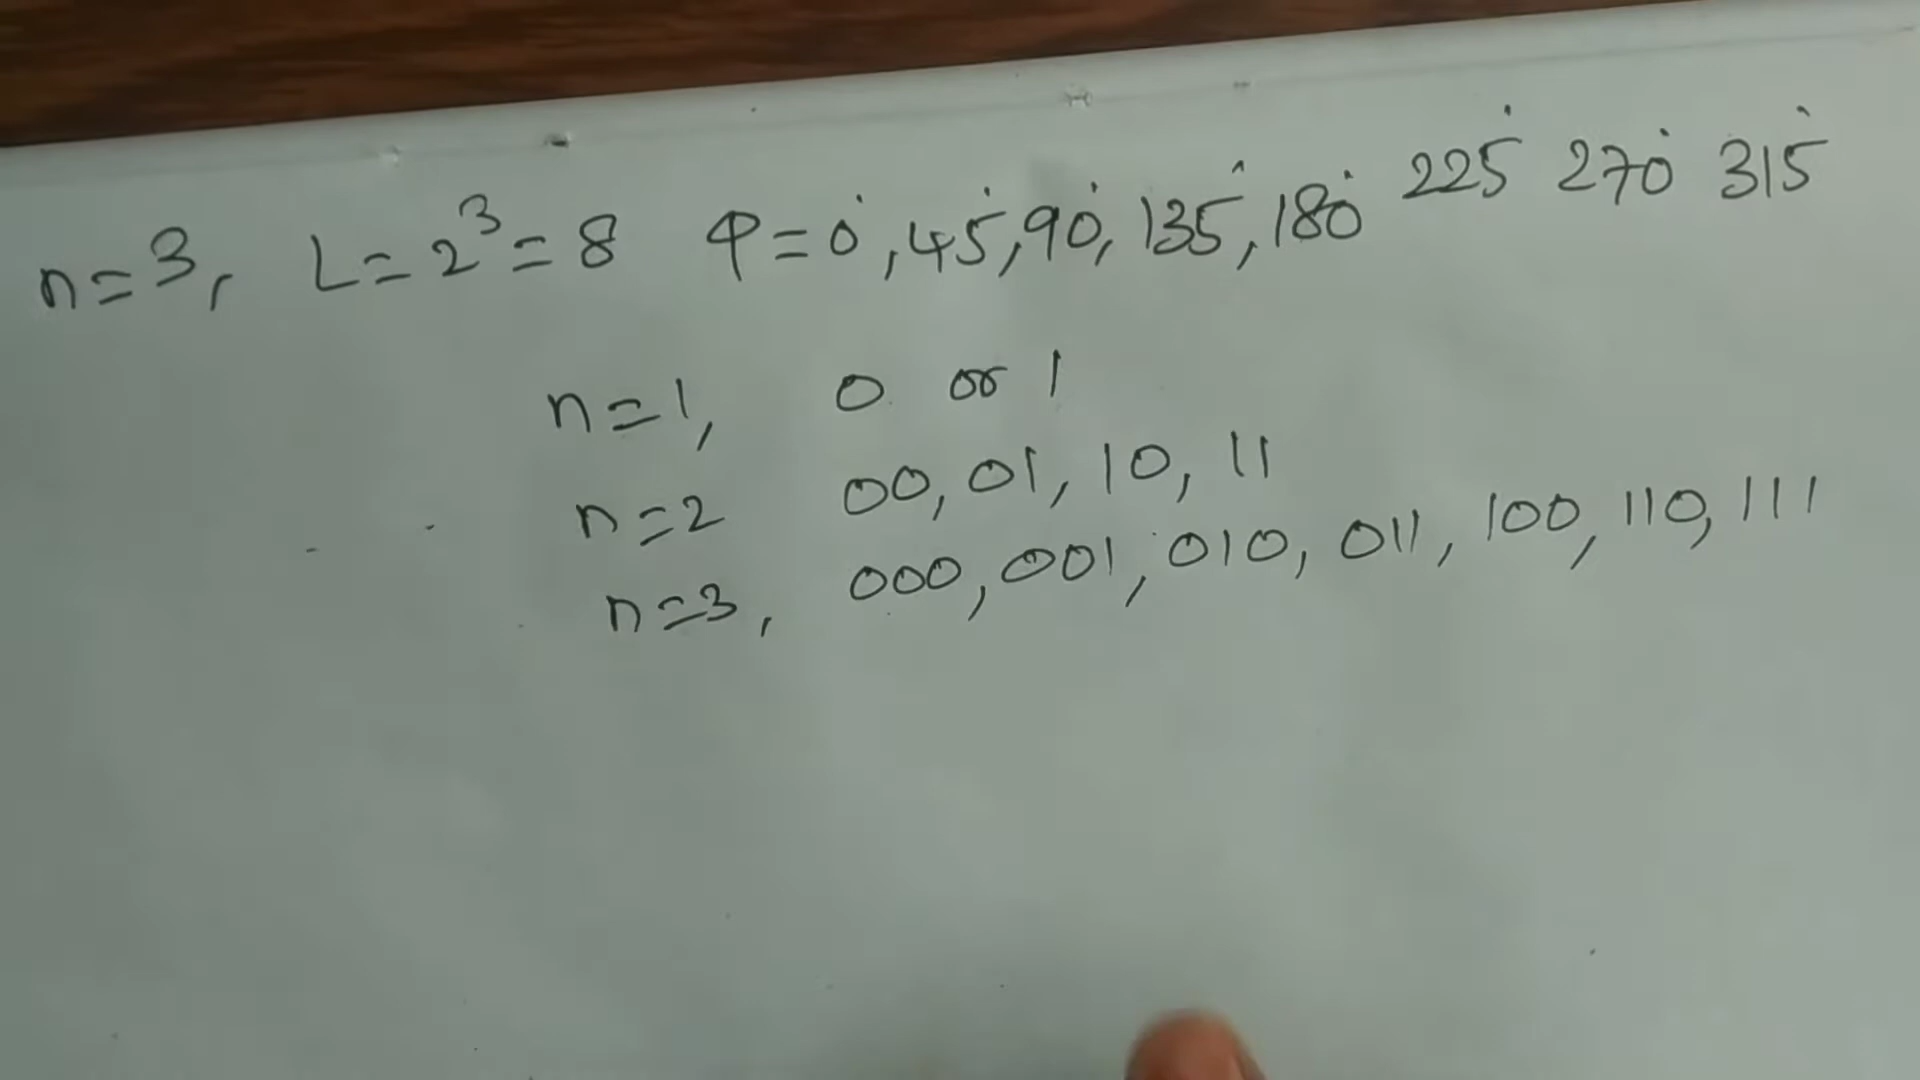 n=3, L=2³=8 φ=0°,45°,90°,135°,180° 225° 270° 315°
n=1, 0 or 1
n=2 00,01,10,11
n=3, 000,001,010,011,100,110,111